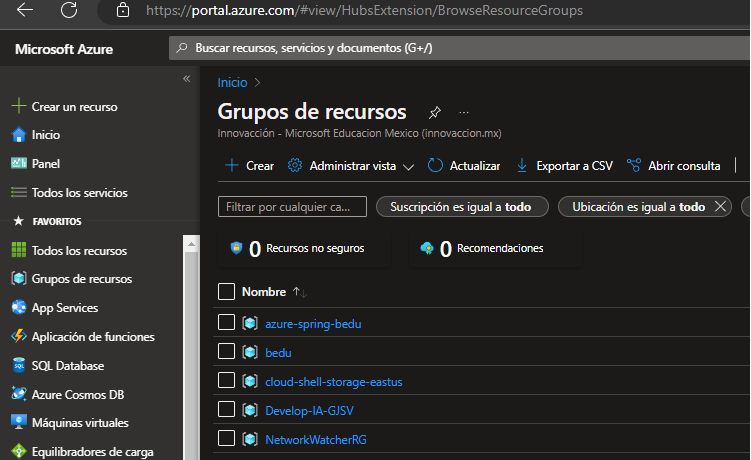 https://portal.azure.com/#view/HubsExtension/BrowseResourceGroups
Microsoft Azure
Buscar recursos, servicios y documentos (G+/)
Crear un recurso
Inicio
Panel
Todos los servicios
FAVORITOS
Todos los recursos
Grupos de recursos
App Services
Aplicación de funciones
SQL Database
Azure Cosmos DB
Máquinas virtuales
Equilibradores de carga
Inicio
Grupos de recursos
Innovacción - Microsoft Educacion Mexico (innovaccion.mx)
Crear Administrar vista Actualizar Exportar a CSV Abrir consulta
Filtrar por cualquier ca... Suscripción es igual a todo Ubicación es igual a todo
0 Recursos no seguros 0 Recomendaciones
Nombre
azure-spring-bedu
bedu
cloud-shell-storage-eastus
Develop-IA-GJSV
NetworkWatcherRG